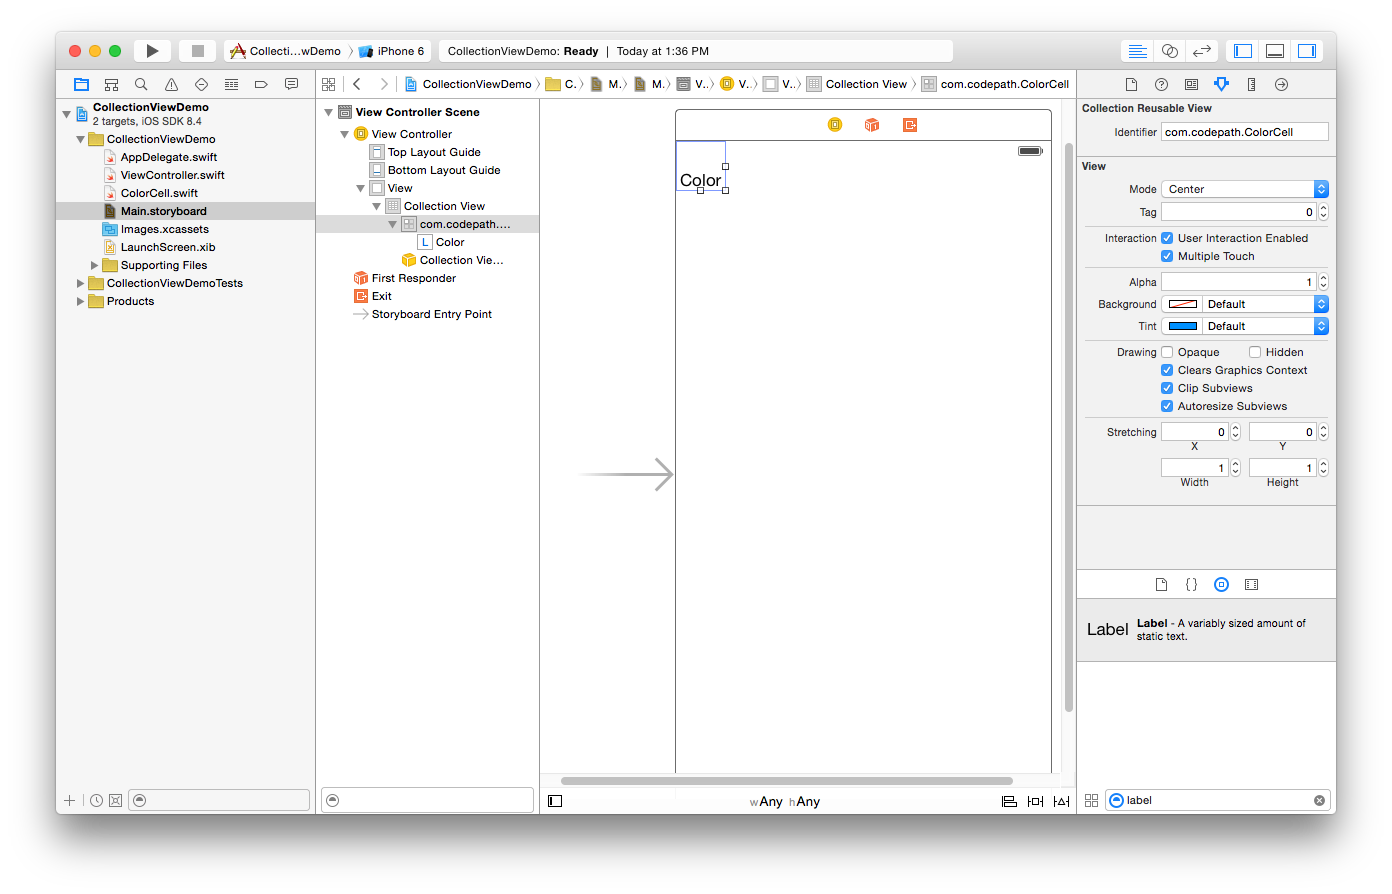 Collecti...wDemo
iPhone 6
CollectionViewDemo: Ready | Today at 1:36 PM
CollectionViewDemo
C.
M.
M.
V..
V..
V..
Collection View
com.codepath.ColorCell
CollectionViewDemo
2 targets, iOS SDK 8.4
CollectionViewDemo
AppDelegate.swift
ViewController.swift
ColorCell.swift
Main.storyboard
Images.xcassets
LaunchScreen.xib
Supporting Files
CollectionViewDemoTests
Products
View Controller Scene
View Controller
Top Layout Guide
Bottom Layout Guide
View
Collection View
com.codepath....
L Color
Collection Vie...
First Responder
Exit
Storyboard Entry Point
Color
wAny hAny
Collection Reusable View
Identifier com.codepath.ColorCell
View
Mode Center
Tag 0
Interaction User Interaction Enabled
Multiple Touch
Alpha 1
Background Default
Tint Default
Drawing Opaque Hidden
Clears Graphics Context
Clip Subviews
Autoresize Subviews
Stretching 0 0
X Y
1 1
Width Height
{}
Label
Label - A variably sized amount of
static text.
label